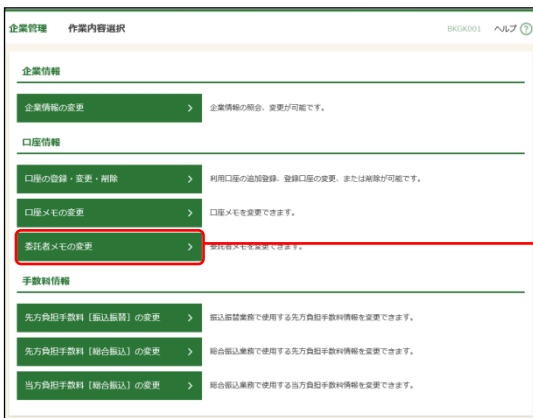 企業管理 作業内容選択 BKGK001 ヘルプ ?
企業情報
企業情報の変更 企業情報の照会、変更が可能です。
口座情報
口座の登録・変更・削除 利用口座の追加登録、登録口座の変更、または削除が可能です。
口座メモの変更 口座メモを変更できます。
委託者メモの変更 委託者メモを変更できます。
手数料情報
先方負担手数料［振込振替］の変更 振込振替業務で使用する先方負担手数料情報を変更できます。
先方負担手数料［総合振込］の変更 総合振込業務で使用する先方負担手数料情報を変更できます。
当方負担手数料［総合振込］の変更 総合振込業務で使用する当方負担手数料情報を変更できます。